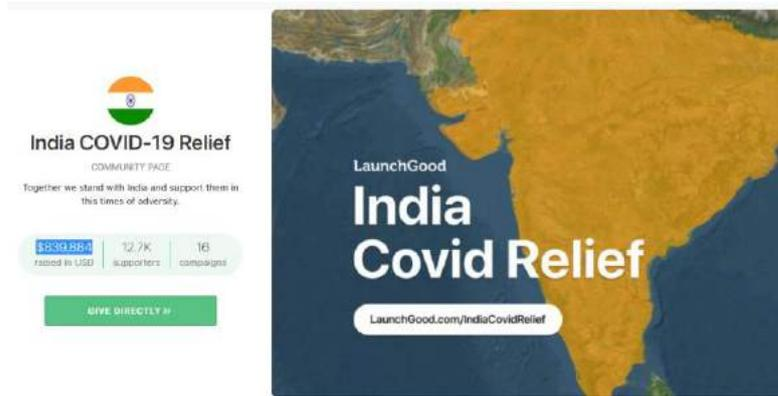 India COVID-19 Relief
COMMUNITY PAGE
Together we stand with India and support them in
this times of adversity.
$839,884 12.7K 16
raised in USD supporters campaigns
GIVE DIRECTLY »
LaunchGood
India
Covid Relief
LaunchGood.com/IndiaCovidRelief